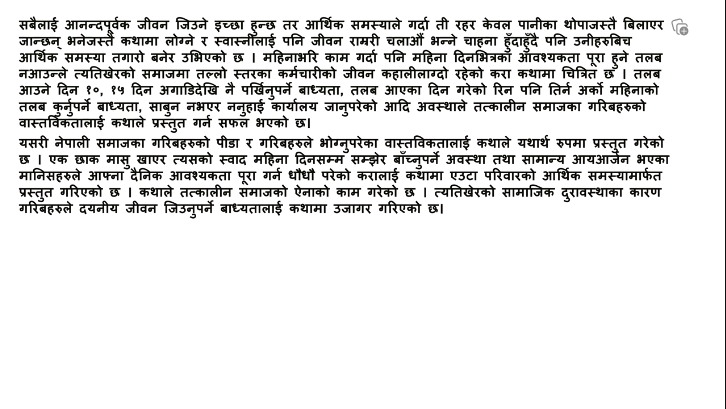 सबैलाई आनन्दपूर्वक जीवन जिउने इच्छा हुन्छ तर आर्थिक समस्याले गर्दा ती रहर केवल पानीका थोपाजस्तै बिलाएर
जान्छन् भनेजस्तै कथामा लोग्ने र स्वास्नीलाई पनि जीवन राम्ररी चलाऔं भन्ने चाहना हुँदाहुँदै पनि उनीहरुबिच
आर्थिक समस्या तगारो बनेर उभिएको छ । महिनाभरि काम गर्दा पनि महिना दिनभित्रको आवश्यकता पूरा हुने तलब
नआउन्ले त्यतिखेरको समाजमा तल्लो स्तरका कर्मचारीको जीवन कहालीलाग्दो रहेको करा कथामा चित्रित छ । तलब
आउने दिन १०, १५ दिन अगाडिदेखि नै पर्खिनुपर्ने बाध्यता, तलब आएका दिन गरेको रिन पनि तिर्न अर्को महिनाको
तलब कुर्नुपर्ने बाध्यता, साबुन नभएर ननुहाई कार्यालय जानुपरेको आदि अवस्थाले तत्कालीन समाजका गरिबहरुको
वास्तविकतालाई कथाले प्रस्तुत गर्न सफल भएको छ।
यसरी नेपाली समाजका गरिबहरुको पीडा र गरिबहरुले भोग्नुपरेका वास्तविकतालाई कथाले यथार्थ रुपमा प्रस्तुत गरेको
छ । एक छाक मासु खाएर त्यसको स्वाद महिना दिनसम्म सम्झेर बाँच्नुपर्ने अवस्था तथा सामान्य आयआर्जन भएका
मानिसहरुले आफ्ना दैनिक आवश्यकता पूरा गर्न धौधौ परेको करालाई कथामा एउटा परिवारको आर्थिक समस्यामार्फत
प्रस्तुत गरिएको छ । कथाले तत्कालीन समाजको ऐनाको काम गरेको छ । त्यतिखेरको सामाजिक दुरावस्थाका कारण
गरिबहरुले दयनीय जीवन जिउनुपर्ने बाध्यतालाई कथामा उजागर गरिएको छ।